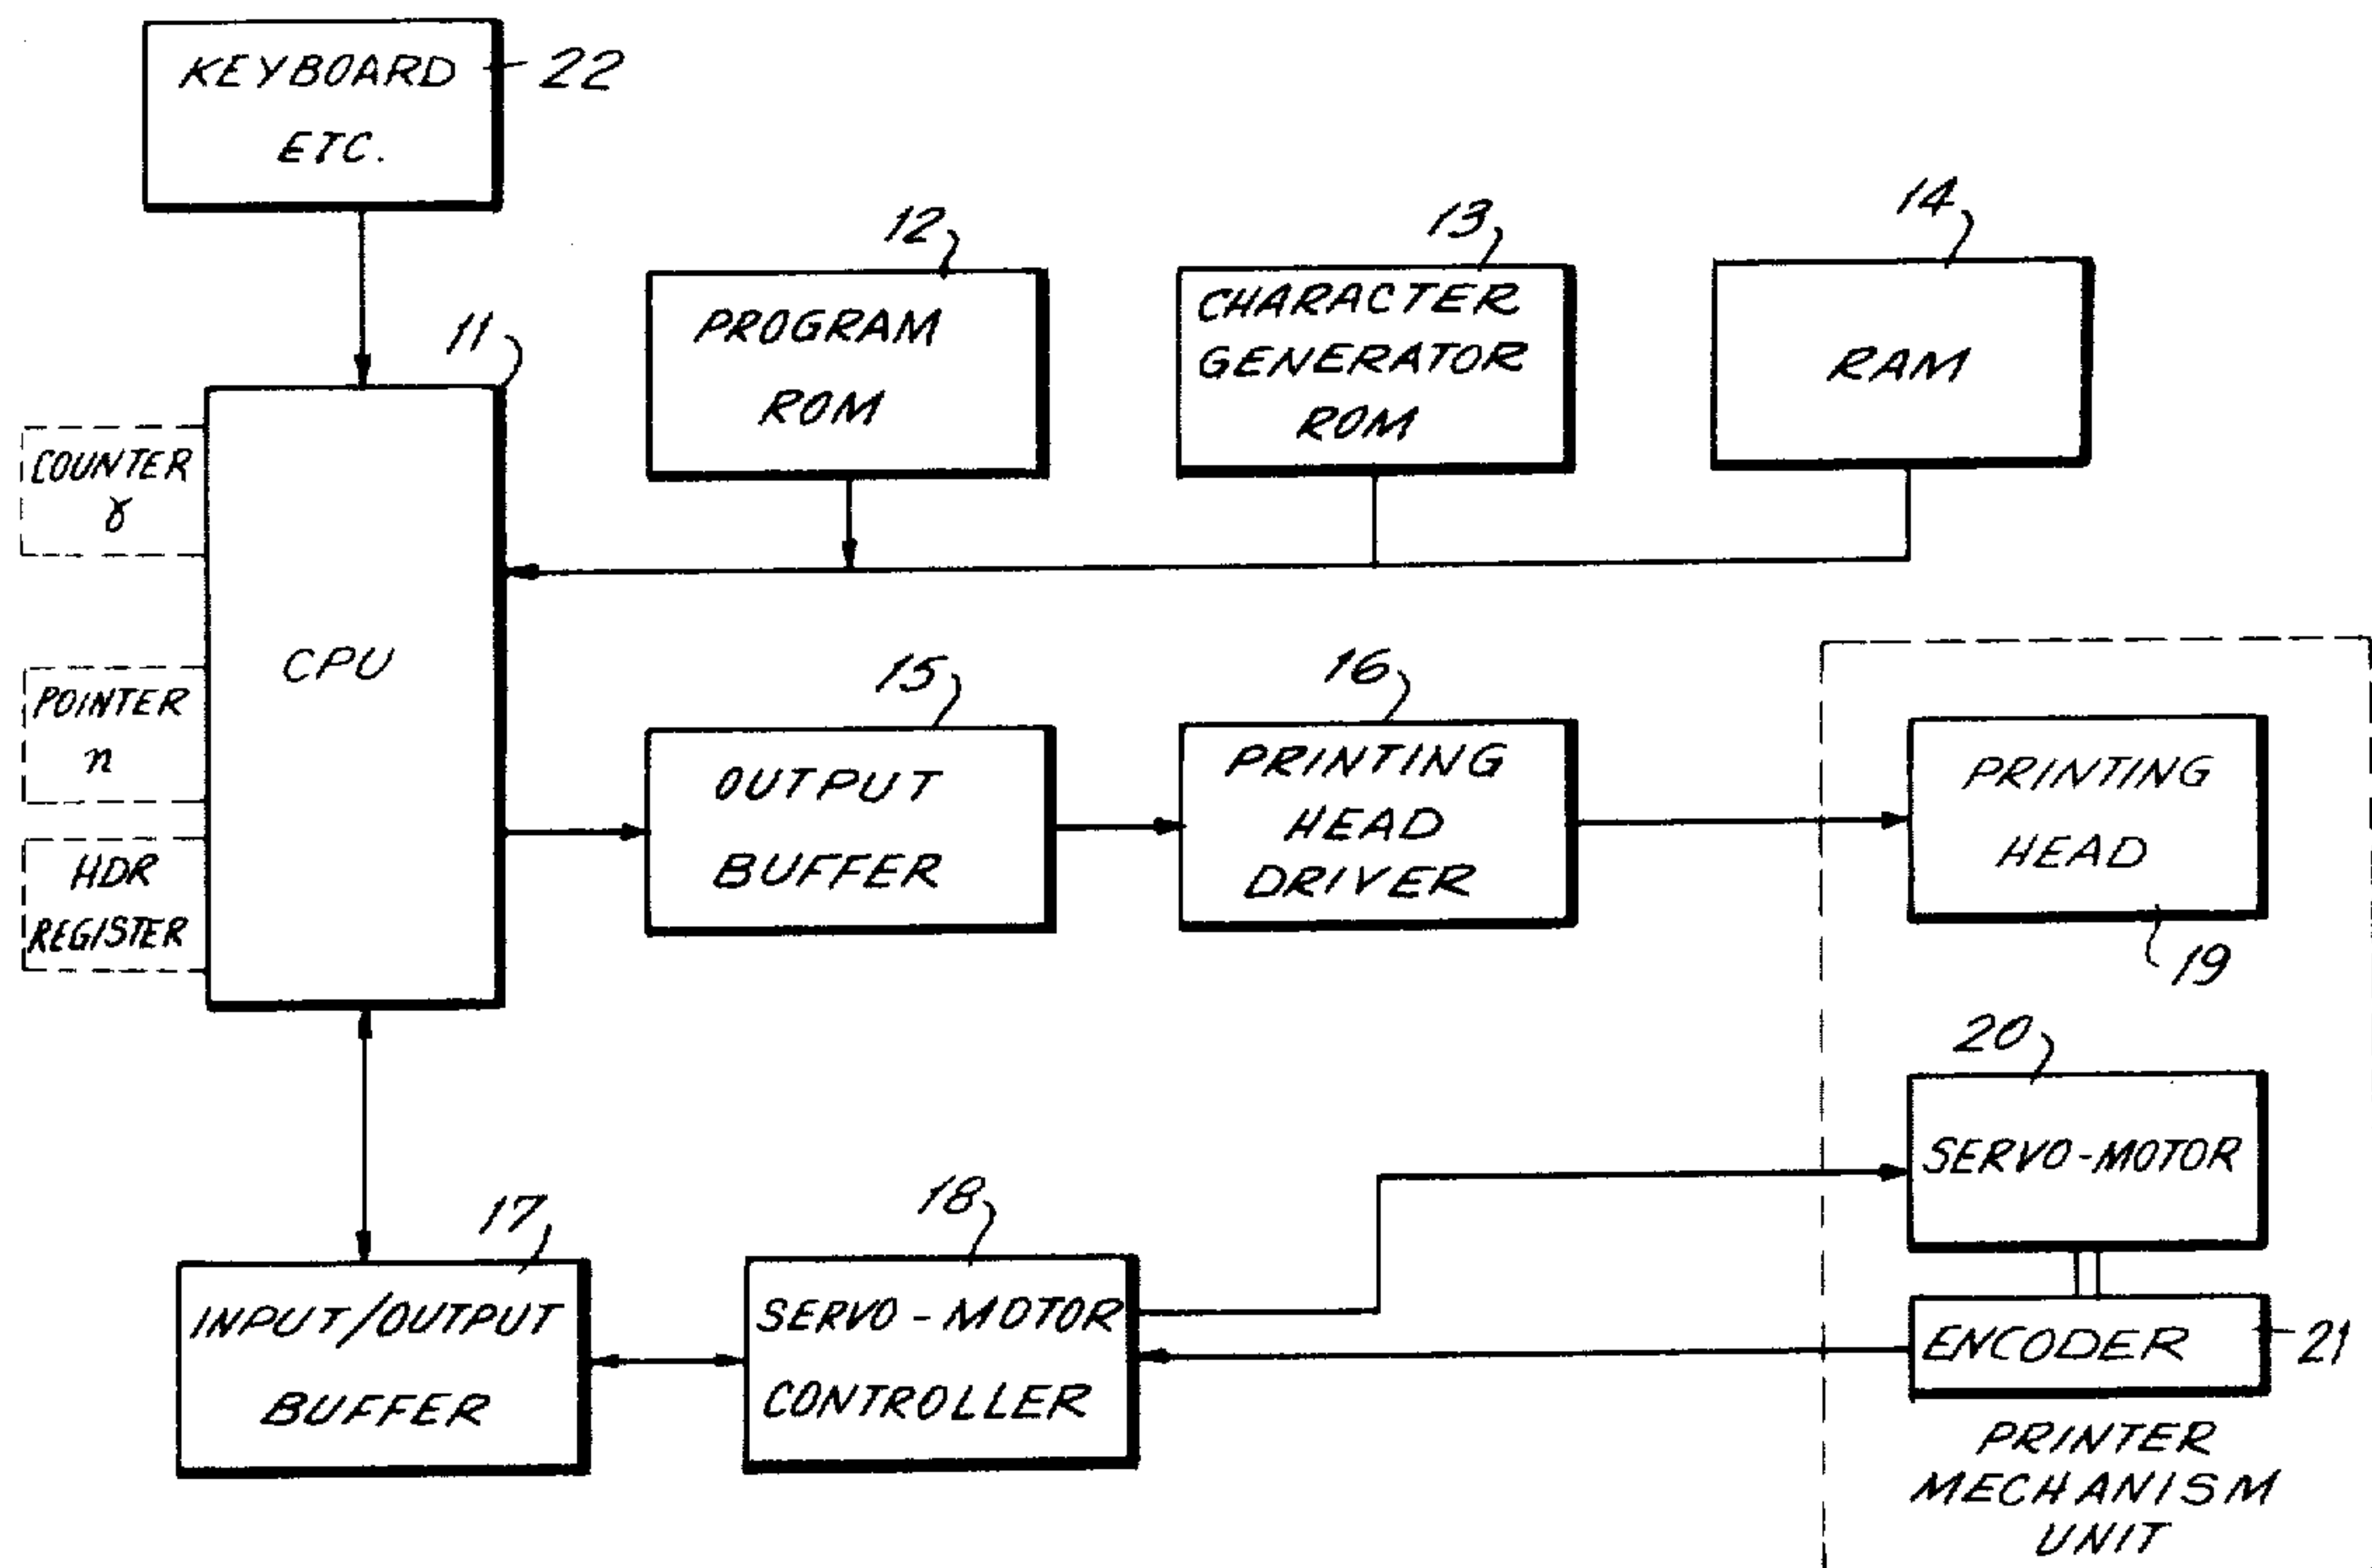 KEYBOARD
ETC.
22
12
13
14
11
PROGRAM
ROM
CHARACTER
GENERATOR
ROM
RAM
COUNTER
γ
CPU
POINTER
n
HDR
REGISTER
15
16
OUTPUT
BUFFER
PRINTING
HEAD
DRIVER
PRINTING
HEAD
19
20
SERVO-MOTOR
17
18
INPUT/OUTPUT
BUFFER
SERVO-MOTOR
CONTROLLER
ENCODER
21
PRINTER
MECHANISM
UNIT